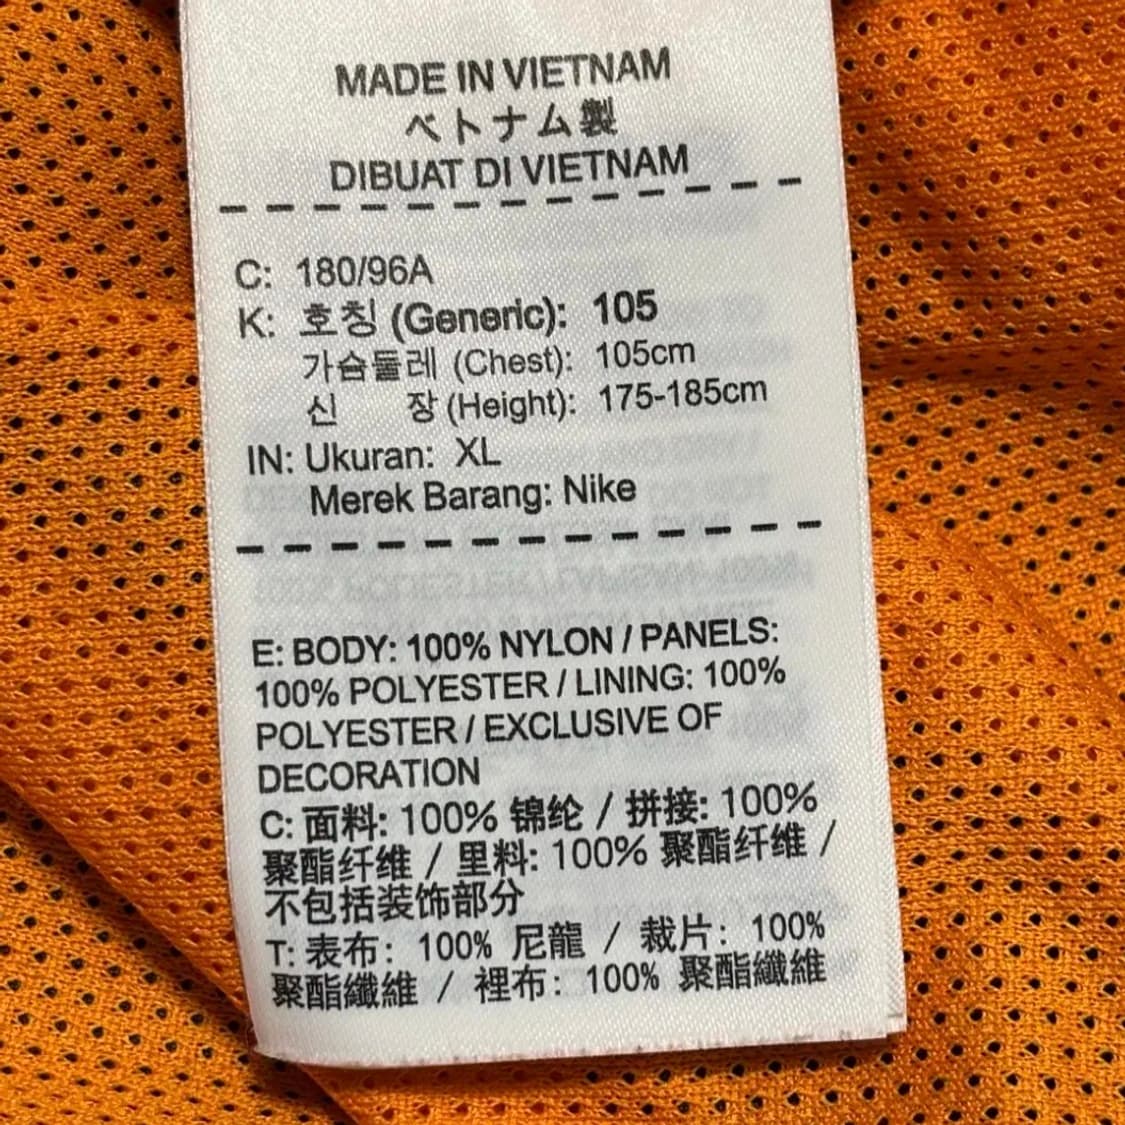 MADE IN VIETNAM
ベトナム製
DIBUAT DI VIETNAM
C: 180/96A
K: 호칭 (Generic): 105
가슴둘레 (Chest): 105cm
신 장 (Height): 175-185cm
IN: Ukuran: XL
Merek Barang: Nike
E: BODY: 100% NYLON / PANELS:
100% POLYESTER / LINING: 100%
POLYESTER / EXCLUSIVE OF
DECORATION
C: 面料: 100% 锦纶 / 拼接: 100%
聚酯纤维 / 里料: 100% 聚酯纤维 /
不包括装饰部分
T: 表布: 100% 尼龍 / 裁片: 100%
聚酯纖維 / 裡布: 100% 聚酯纖維